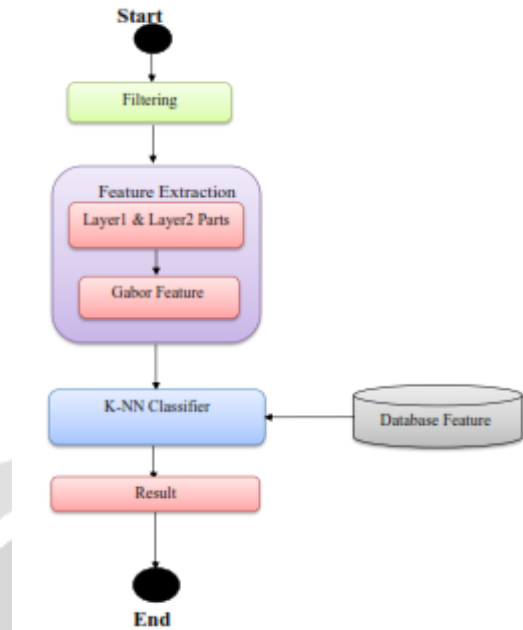 Start
Filtering
Feature Extraction
Layer1 & Layer2 Parts
Gabor Feature
K-NN Classifier
Database Feature
Result
End